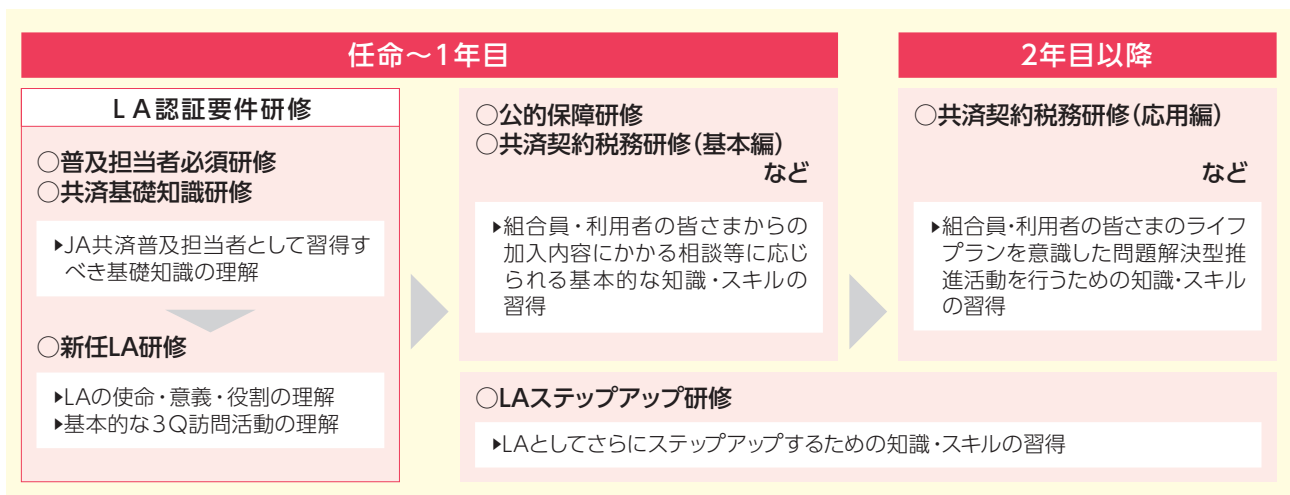 任命～1年目
ＬＡ認証要件研修
○普及担当者必須研修
○共済基礎知識研修
▶JA共済普及担当者として習得す
べき基礎知識の理解
○新任LA研修
▶LAの使命・意義・役割の理解
▶基本的な３Ｑ訪問活動の理解
○公的保障研修
○共済契約税務研修（基本編）
など
▶組合員・利用者の皆さまからの
加入内容にかかる相談等に応じ
られる基本的な知識・スキルの
習得
2年目以降
○共済契約税務研修（応用編）
など
▶組合員・利用者の皆さまのライフ
プランを意識した問題解決型推
進活動を行うための知識・スキル
の習得
○LAステップアップ研修
▶LAとしてさらにステップアップするための知識・スキルの習得